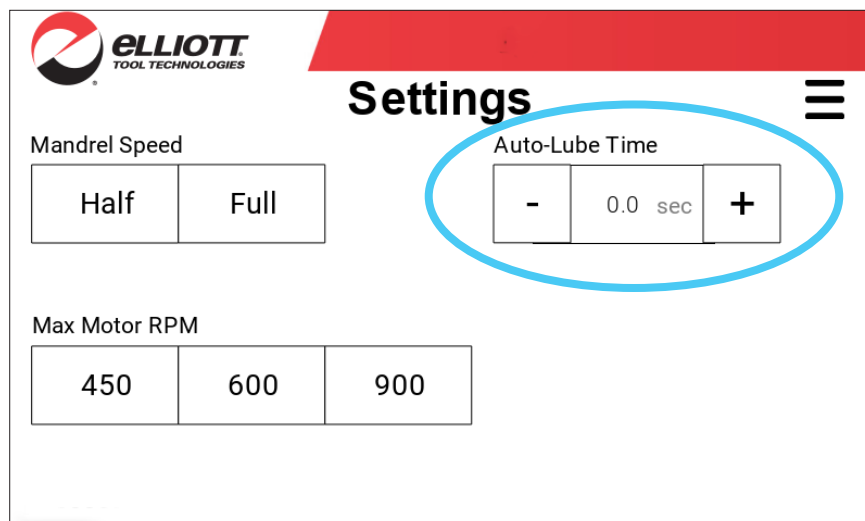 eLLIOTT.
TOOL TECHNOLOGIES
Settings
Mandrel Speed
Half Full
Auto-Lube Time
- 0.0 sec +
Max Motor RPM
450 600 900